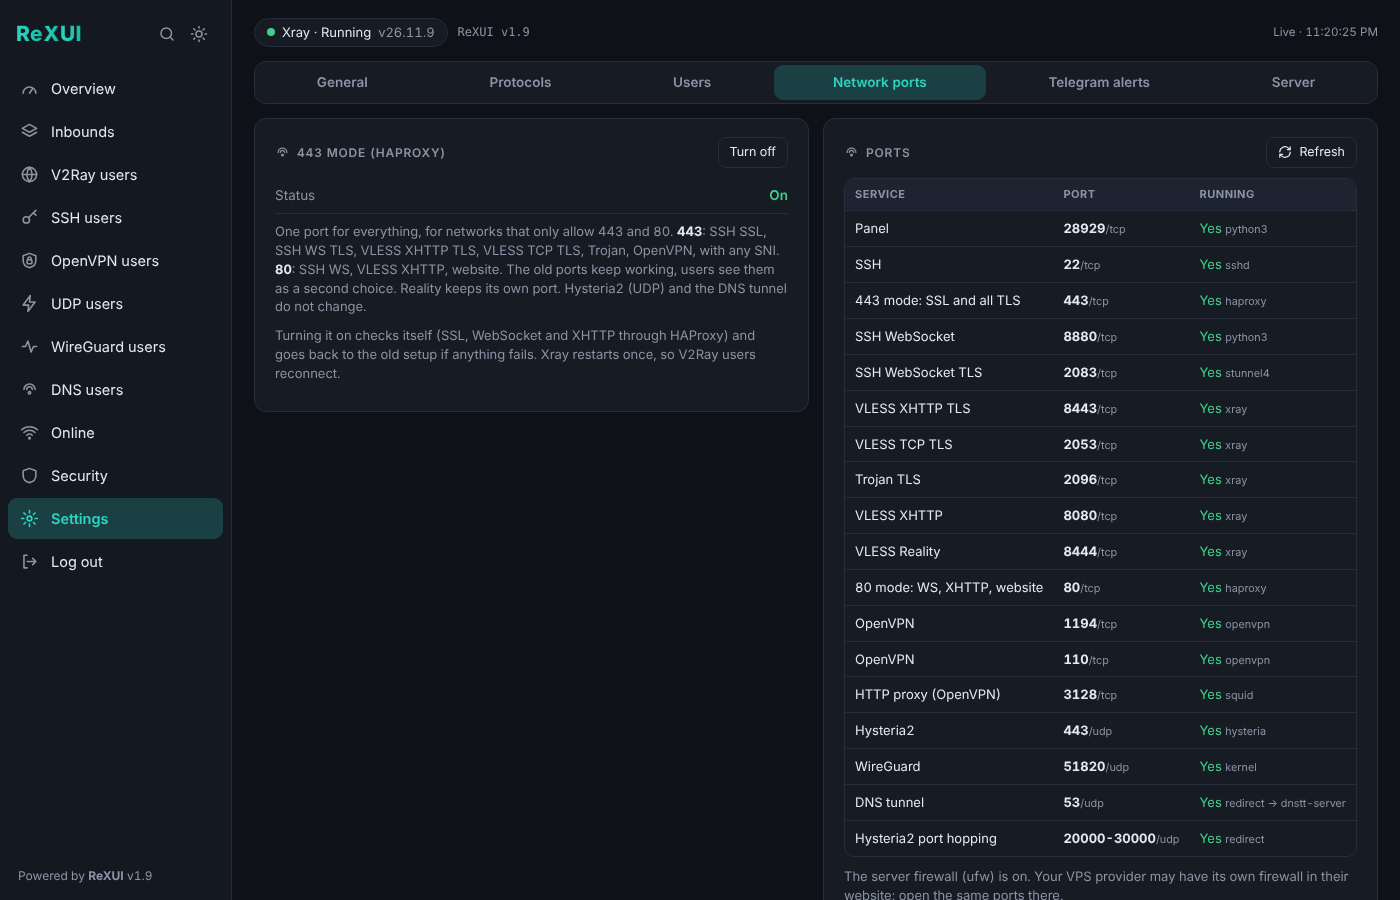 ReXUI
Overview
Inbounds
V2Ray users
SSH users
OpenVPN users
UDP users
WireGuard users
DNS users
Online
Security
Settings
Log out
Powered by ReXUI v1.9
Xray · Running v26.11.9
ReXUI v1.9
Live · 11:20:25 PM
General
Protocols
Users
Network ports
Telegram alerts
Server
443 MODE (HAPROXY)
Turn off
Status
On
One port for everything, for networks that only allow 443 and 80. 443: SSH SSL,
SSH WS TLS, VLESS XHTTP TLS, VLESS TCP TLS, Trojan, OpenVPN, with any SNI.
80: SSH WS, VLESS XHTTP, website. The old ports keep working, users see them
as a second choice. Reality keeps its own port. Hysteria2 (UDP) and the DNS tunnel
do not change.
Turning it on checks itself (SSL, WebSocket and XHTTP through HAProxy) and
goes back to the old setup if anything fails. Xray restarts once, so V2Ray users
reconnect.
PORTS
Refresh
SERVICE PORT RUNNING
Panel 28929/tcp Yes python3
SSH 22/tcp Yes sshd
443 mode: SSL and all TLS 443/tcp Yes haproxy
SSH WebSocket 8880/tcp Yes python3
SSH WebSocket TLS 2083/tcp Yes stunnel4
VLESS XHTTP TLS 8443/tcp Yes xray
VLESS TCP TLS 2053/tcp Yes xray
Trojan TLS 2096/tcp Yes xray
VLESS XHTTP 8080/tcp Yes xray
VLESS Reality 8444/tcp Yes xray
80 mode: WS, XHTTP, website 80/tcp Yes haproxy
OpenVPN 1194/tcp Yes openvpn
OpenVPN 110/tcp Yes openvpn
HTTP proxy (OpenVPN) 3128/tcp Yes squid
Hysteria2 443/udp Yes hysteria
WireGuard 51820/udp Yes kernel
DNS tunnel 53/udp Yes redirect → dnstt-server
Hysteria2 port hopping 20000-30000/udp Yes redirect
The server firewall (ufw) is on. Your VPS provider may have its own firewall in their
website: open the same ports there.